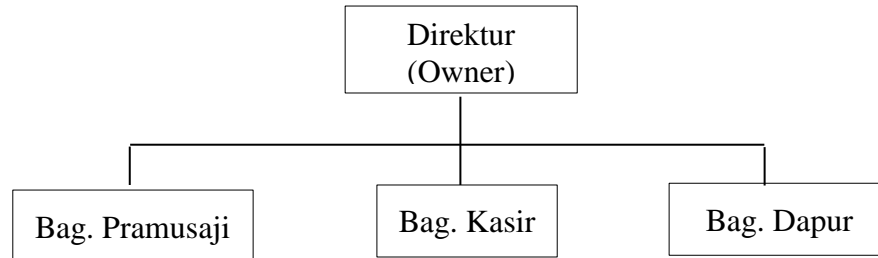 Direktur
(Owner)
Bag. Pramusaji
Bag. Kasir
Bag. Dapur